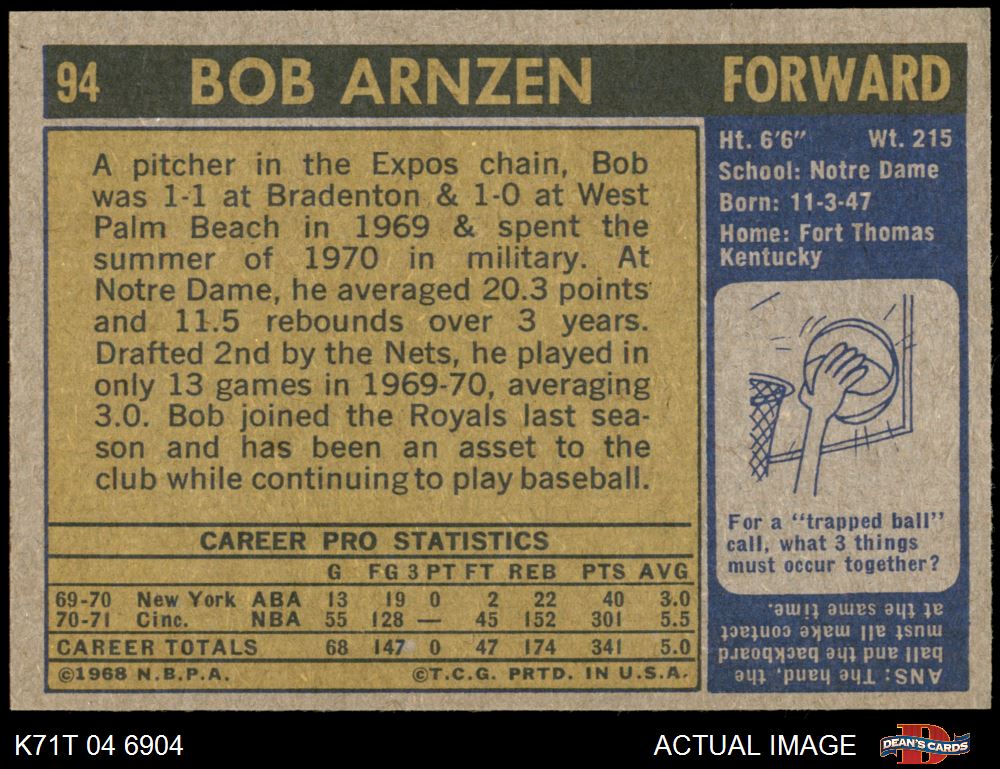 94 BOB ARNZEN FORWARD
A pitcher in the Expos chain, Bob
was 1-1 at Bradenton & 1-0 at West
Palm Beach in 1969 & spent the
summer of 1970 in military. At
Notre Dame, he averaged 20.3 points
and 11.5 rebounds over 3 years.
Drafted 2nd by the Nets, he played in
only 13 games in 1969-70, averaging
3.0. Bob joined the Royals last sea-
son and has been an asset to the
club while continuing to play baseball.
CAREER PRO STATISTICS
G FG 3 PT FT REB PTS AVG
69-70 New York ABA 13 19 0 2 22 40 3.0
70-71 Cinc. NBA 55 128 — 45 152 301 5.5
CAREER TOTALS 68 147 0 47 174 341 5.0
©1968 N.B.P.A. ©T.C.G. PRTD. IN U.S.A.
Ht. 6'6" Wt. 215
School: Notre Dame
Born: 11-3-47
Home: Fort Thomas
Kentucky
For a "trapped ball"
call, what 3 things
must occur together?
ANS: The hand, the
ball and the backboard
must all make contact
at the same time.
K71T 04 6904
ACTUAL IMAGE
D
DEAN'S CARDS